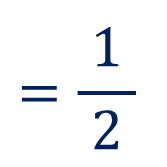 = 1/2